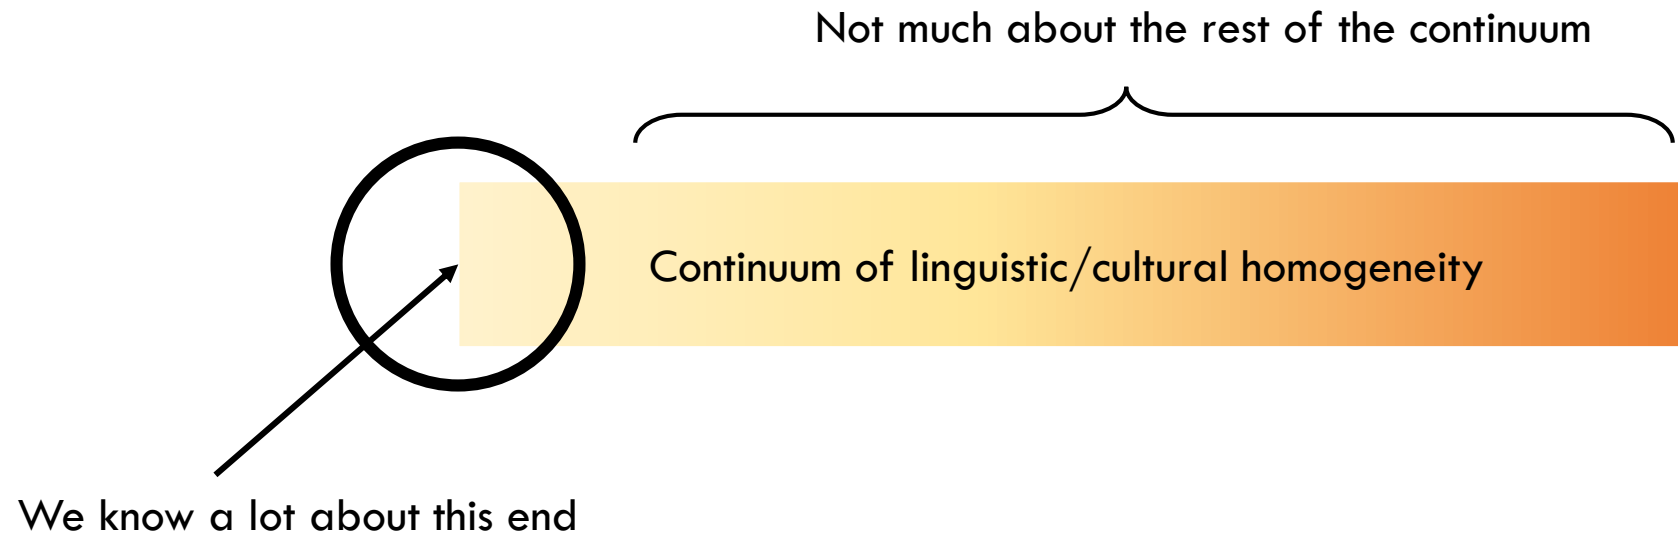 Not much about the rest of the continuum
Continuum of linguistic/cultural homogeneity
We know a lot about this end